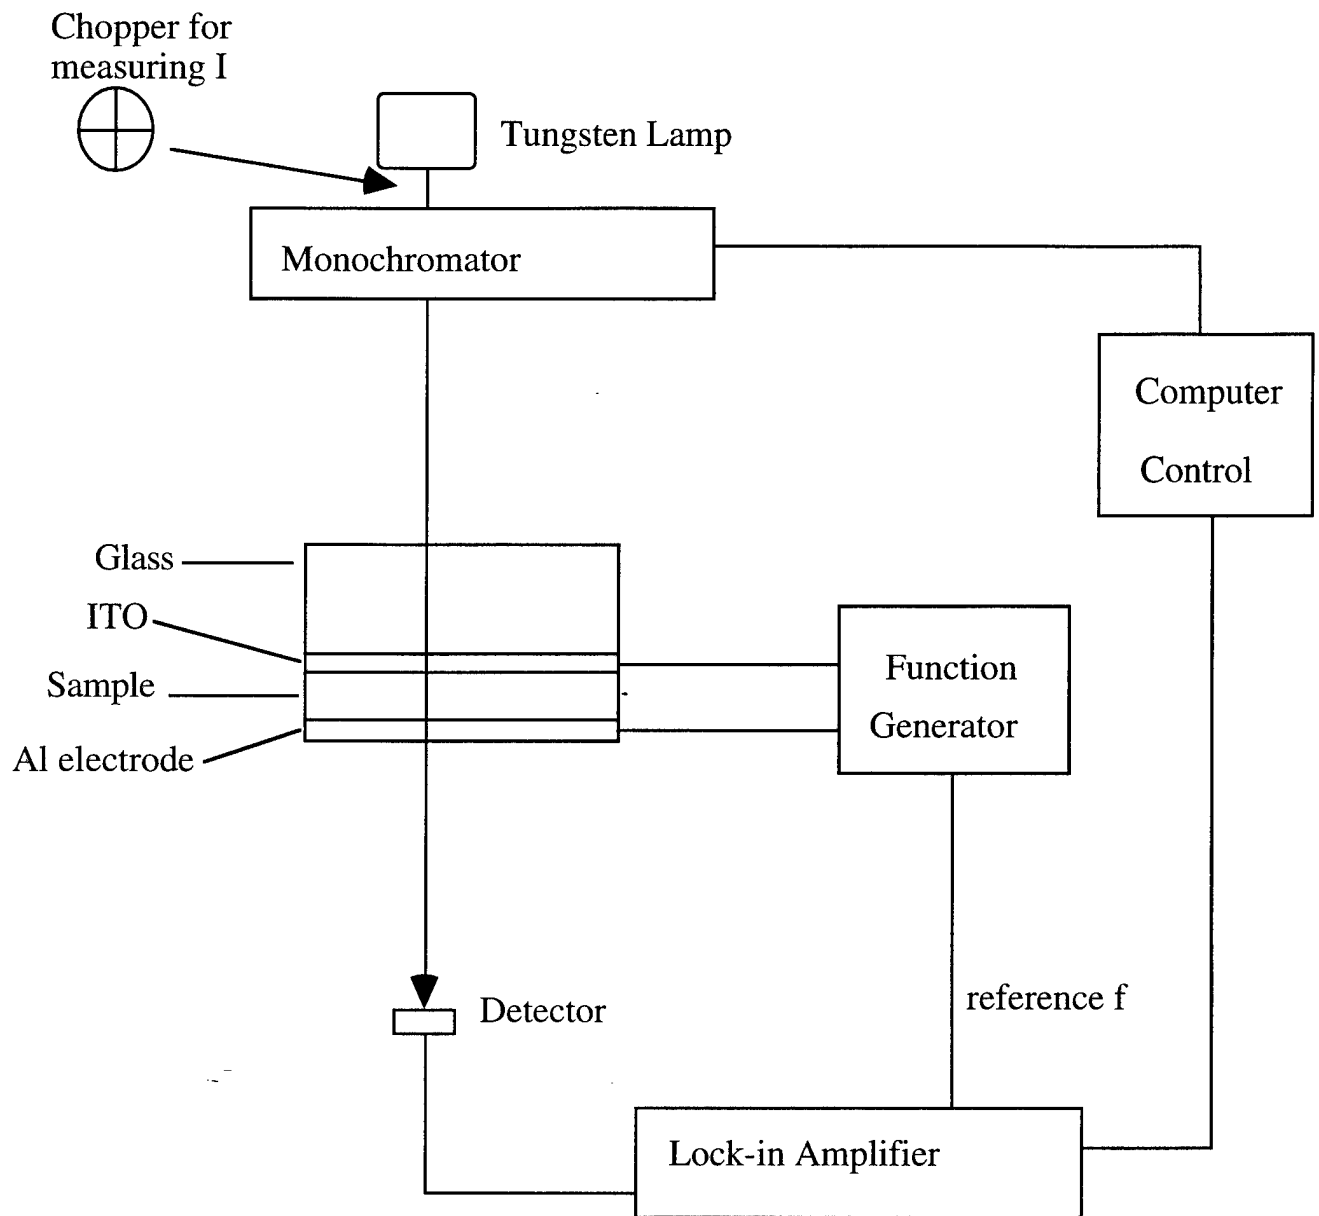 Chopper for
measuring I
Tungsten Lamp
Monochromator
Computer
Control
Glass
ITO
Sample
Al electrode
Function
Generator
Detector
reference f
Lock-in Amplifier